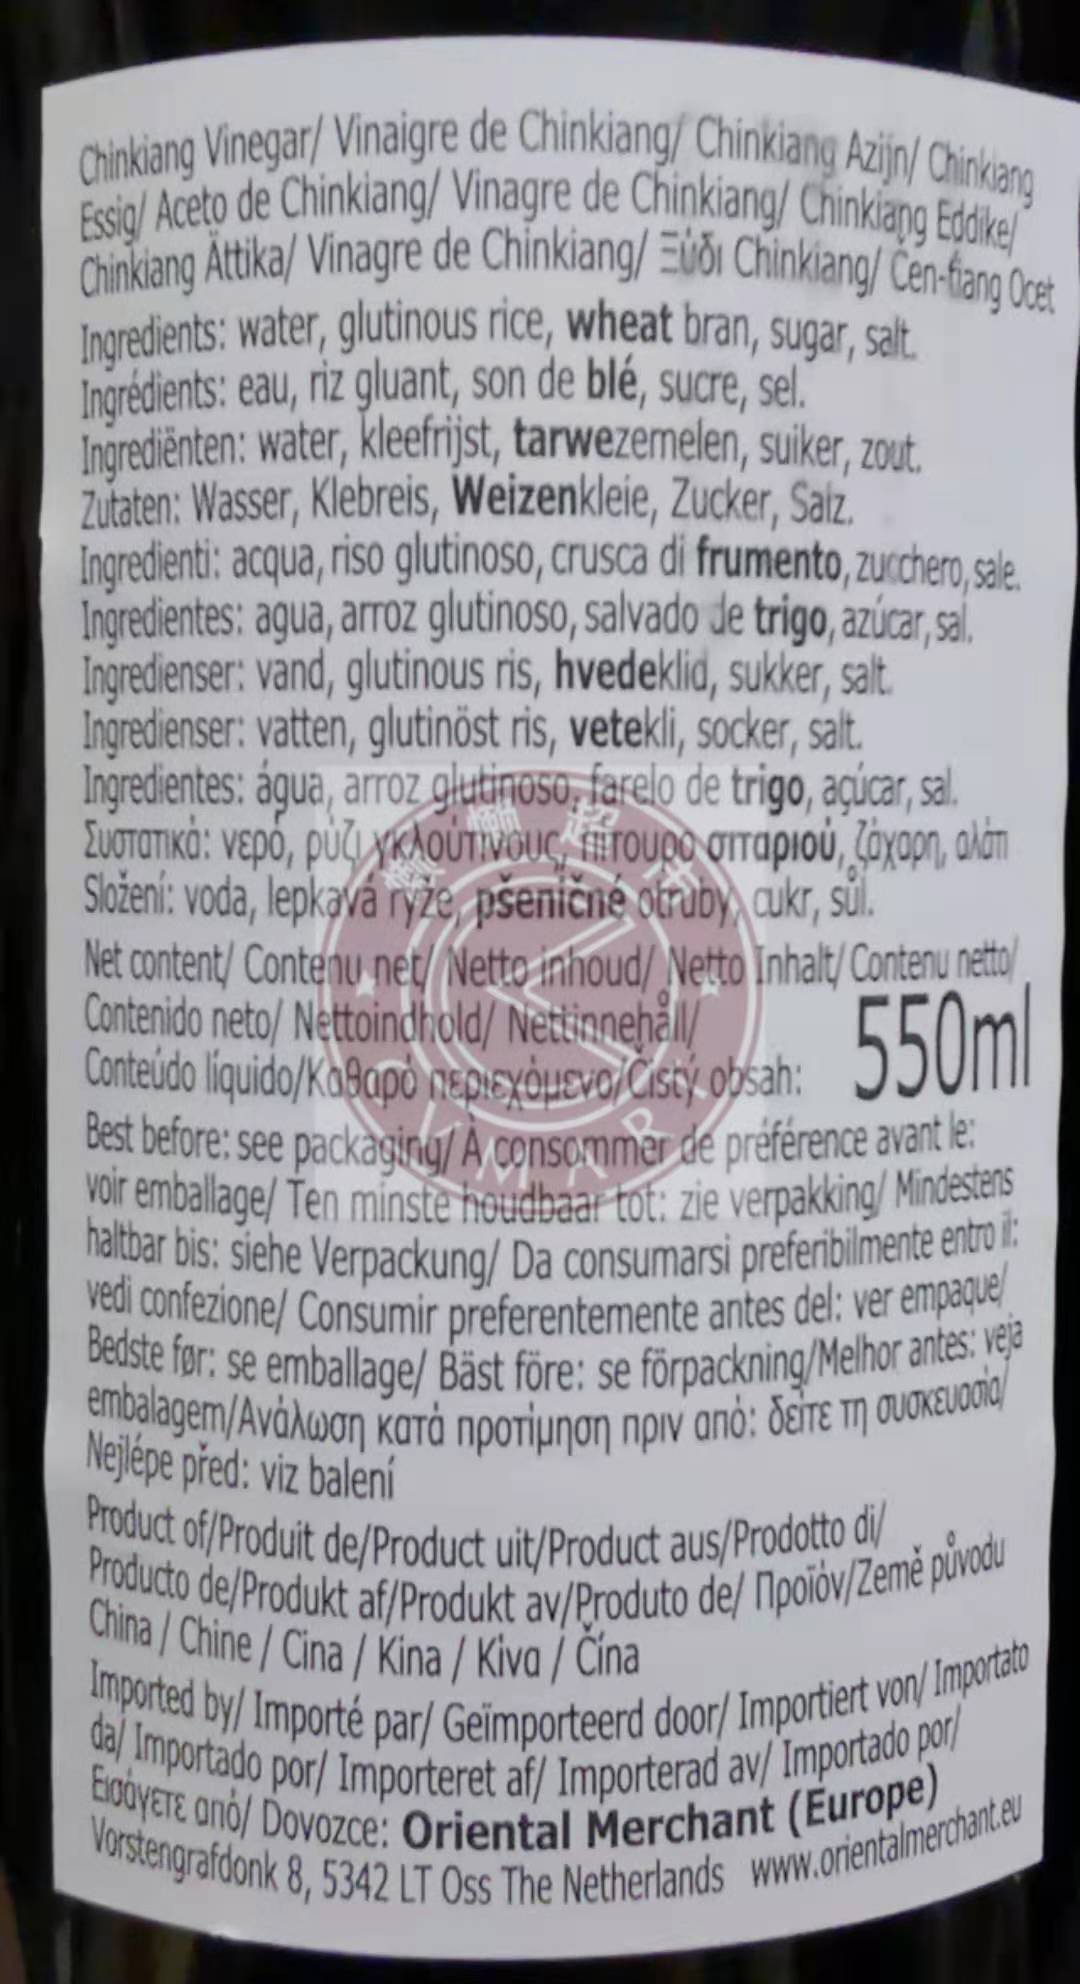 Chinkiang Vinegar/ Vinaigre de Chinkiang/ Chinkiang Azijn/ Chinkiang
Essig/ Aceto de Chinkiang/ Vinagre de Chinkiang/ Chinkiang Eddike/
Chinkiang Ättika/ Vinagre de Chinkiang/ Ξύδι Chinkiang/ Čen-ťiang Ocet
Ingredients: water, glutinous rice, wheat bran, sugar, salt.
Ingrédients: eau, riz gluant, son de blé, sucre, sel.
Ingrediënten: water, kleefrijst, tarwezemelen, suiker, zout.
Zutaten: Wasser, Klebreis, Weizenkleie, Zucker, Salz.
Ingredienti: acqua, riso glutinoso, crusca di frumento, zucchero, sale.
Ingredientes: agua, arroz glutinoso, salvado de trigo, azúcar, sal.
Ingredienser: vand, glutinous ris, hvedeklid, sukker, salt.
Ingredienser: vatten, glutinöst ris, vetekli, socker, salt.
Ingredientes: água, arroz glutinoso, farelo de trigo, açúcar, sal.
Συστατικά: νερό, ρύζι γκλούτινους, πίτουρο σιταριού, ζάχαρη, αλάτι
Složení: voda, lepkavá rýže, pšeničné otruby, cukr, sůl.
Net content/ Contenu net/ Netto inhoud/ Netto Inhalt/ Contenu netto/
Contenido neto/ Nettoindhold/ Nettinnehåll/
Conteúdo líquido/Καθαρό περιεχόμενο/Čistý obsah: 550ml
Best before: see packaging/ À consommer de préférence avant le:
voir emballage/ Ten minste houdbaar tot: zie verpakking/ Mindestens
haltbar bis: siehe Verpackung/ Da consumarsi preferibilmente entro il:
vedi confezione/ Consumir preferentemente antes del: ver empaque/
Bedste før: se emballage/ Bäst före: se förpackning/Melhor antes: veja
embalagem/Ανάλωση κατά προτίμηση πριν από: δείτε τη συσκευασία/
Nejlépe před: viz balení
Product of/Produit de/Product uit/Product aus/Prodotto di/
Producto de/Produkt af/Produkt av/Produto de/ Προϊόν/Země původu
China / Chine / Cina / Kina / Κινα / Čína
Imported by/ Importé par/ Geïmporteerd door/ Importiert von/ Importato
da/ Importado por/ Importeret af/ Importerad av/ Importado por/
Εισάγετε από/ Dovozce: Oriental Merchant (Europe)
Vorstengrafdonk 8, 5342 LT Oss The Netherlands www.orientalmerchant.eu